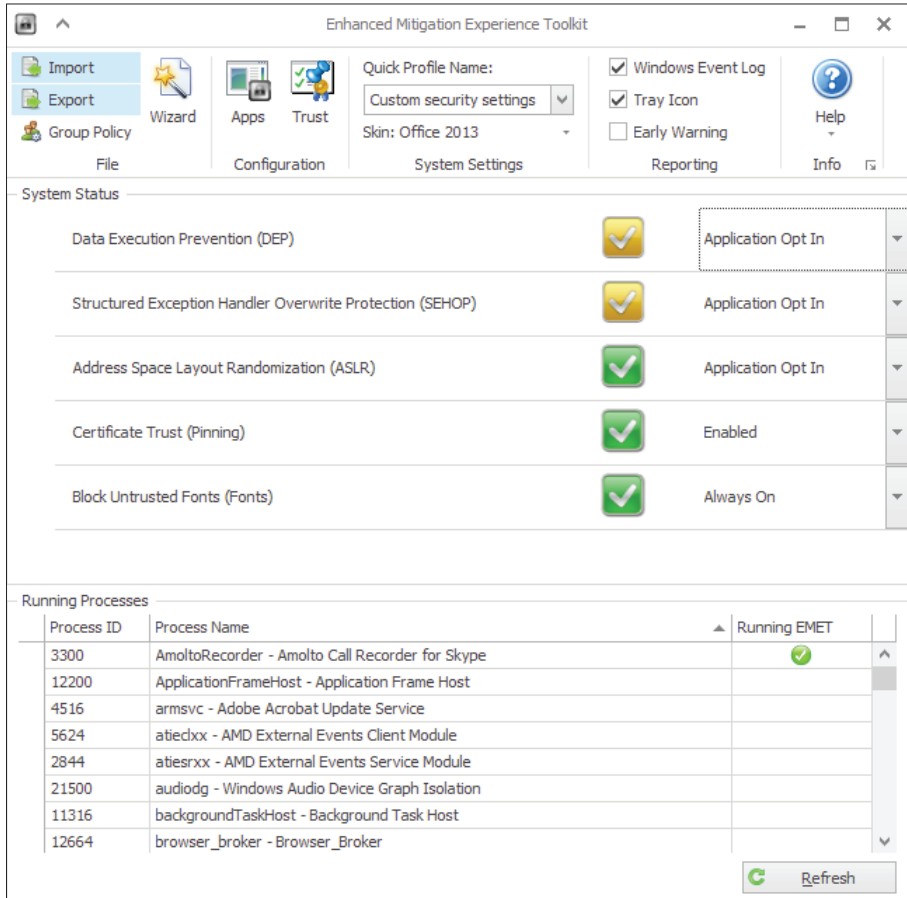 Enhanced Mitigation Experience Toolkit
Import
Export
Group Policy
File
Wizard
Apps
Trust
Configuration
Quick Profile Name:
Custom security settings
Skin: Office 2013
System Settings
Windows Event Log
Tray Icon
Early Warning
Reporting
Help
Info
System Status
Data Execution Prevention (DEP) Application Opt In
Structured Exception Handler Overwrite Protection (SEHOP) Application Opt In
Address Space Layout Randomization (ASLR) Application Opt In
Certificate Trust (Pinning) Enabled
Block Untrusted Fonts (Fonts) Always On
Running Processes
Process ID Process Name Running EMET
3300 AmoltoRecorder - Amolto Call Recorder for Skype
12200 ApplicationFrameHost - Application Frame Host
4516 armsvc - Adobe Acrobat Update Service
5624 atieclxx - AMD External Events Client Module
2844 atiesrxx - AMD External Events Service Module
21500 audiodg - Windows Audio Device Graph Isolation
11316 backgroundTaskHost - Background Task Host
12664 browser_broker - Browser_Broker
Refresh